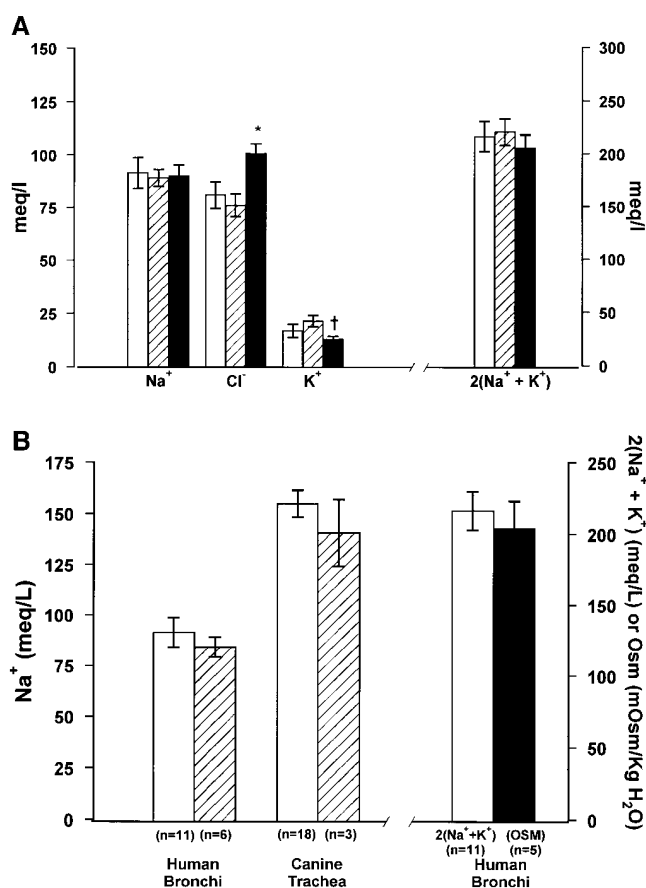 A
150
125
100
75
50
25
0
meq/l
*
†
300
250
200
150
100
50
0
meq/l
Na⁺ Cl⁻ K⁺ 2(Na⁺ + K⁺)
B
175
150
125
100
75
50
25
0
Na⁺ (meq/L)
250
200
150
100
50
0
2(Na⁺ + K⁺) (meq/L) or Osm (mOsm/Kg H₂O)
(n=11) (n=6) (n=18) (n=3) 2(Na⁺+K⁺) (OSM)
(n=11) (n=5)
Human Canine Human
Bronchi Trachea Bronchi